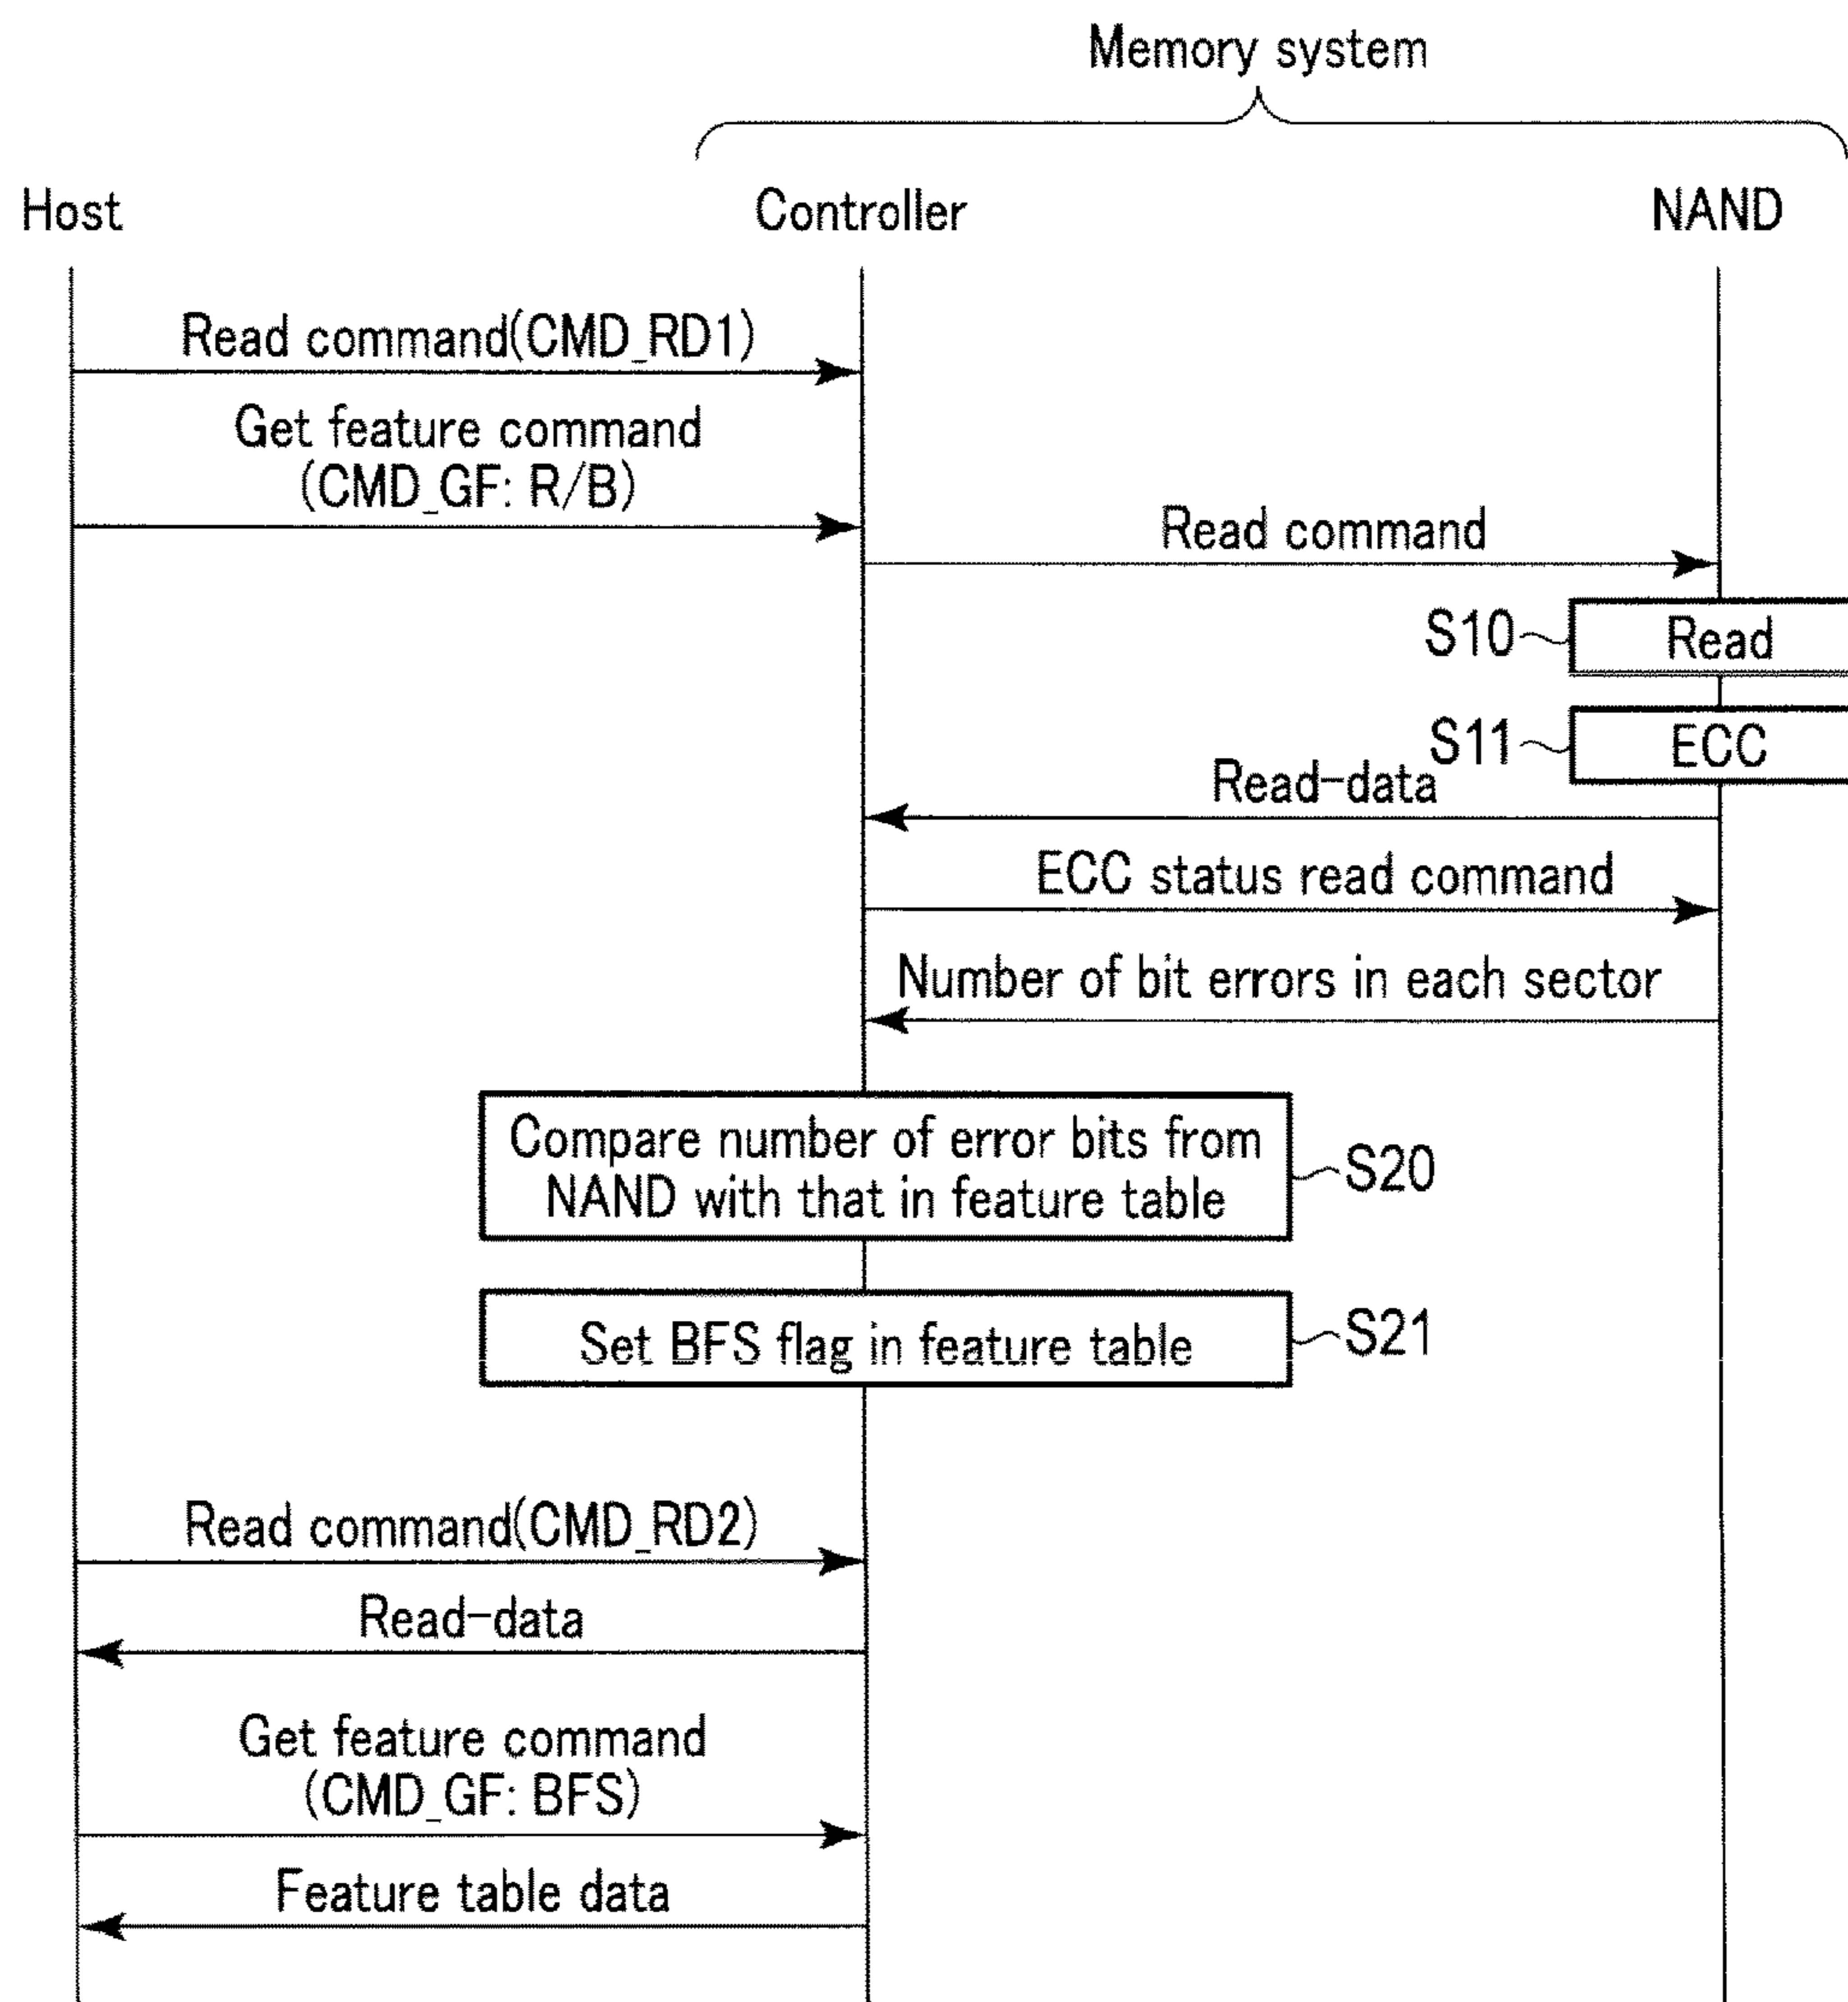 Memory system
Host
Controller
NAND
Read command(CMD_RD1)
Get feature command
(CMD_GF: R/B)
Read command
S10
Read
S11
ECC
Read-data
ECC status read command
Number of bit errors in each sector
Compare number of error bits from
NAND with that in feature table
S20
Set BFS flag in feature table
S21
Read command(CMD_RD2)
Read-data
Get feature command
(CMD_GF: BFS)
Feature table data